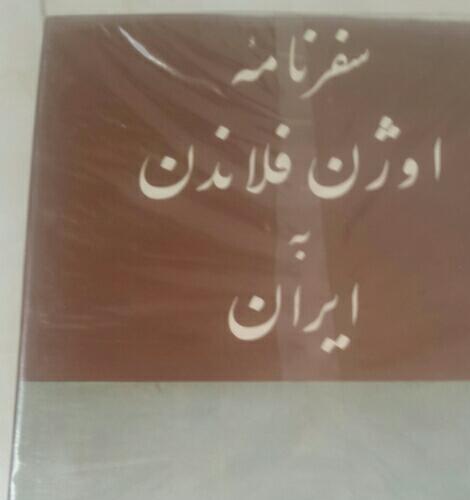 سفرنامهٔ
اوژن فلاندن
به
ایران